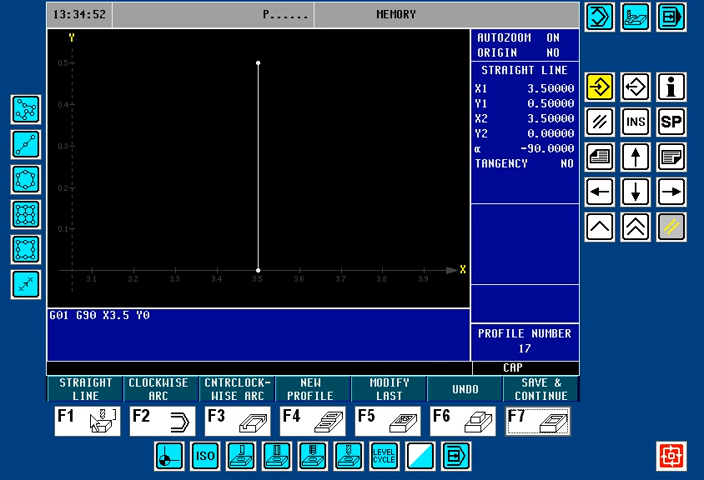 13:34:52 P...... MEMORY
AUTOZOOM ON
ORIGIN NO
STRAIGHT LINE
X1 3.50000
Y1 0.50000
X2 3.50000
Y2 0.00000
α -90.0000
TANGENCY NO
Y
0.5
0.4
0.3
0.2
0.1
3.1 3.2 3.3 3.4 3.5 3.6 3.7 3.8 3.9 X
G01 G90 X3.5 Y0
PROFILE NUMBER
17
CAP
STRAIGHT LINE
CLOCKWISE ARC
CNTRCLOCK-WISE ARC
NEW PROFILE
MODIFY LAST
UNDO
SAVE & CONTINUE
F1 F2 F3 F4 F5 F6 F7
ISO
LEVEL CYCLE
i
INS SP